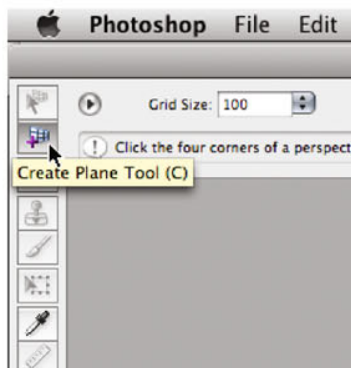 Photoshop File Edit
Grid Size: 100
Click the four corners of a perspect
Create Plane Tool (C)